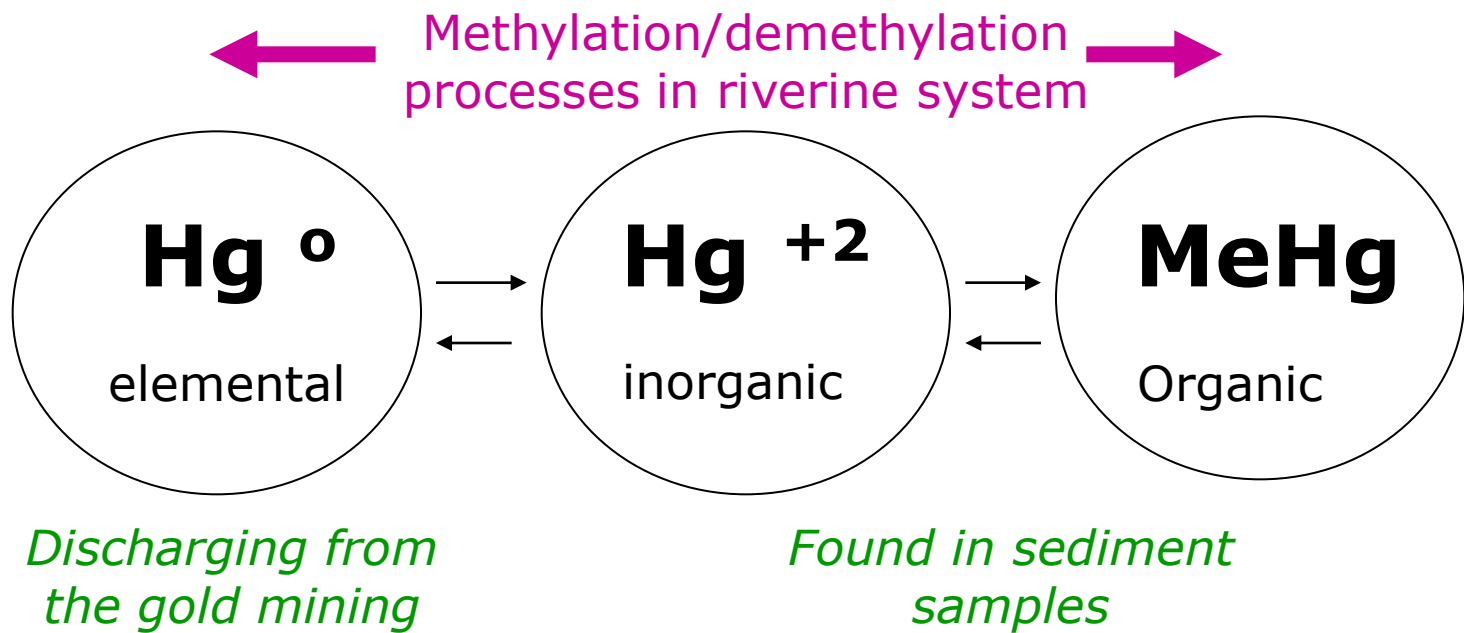 Methylation/demethylation
processes in riverine system
Hg o
elemental
Hg +2
inorganic
MeHg
Organic
Discharging from
the gold mining
Found in sediment
samples